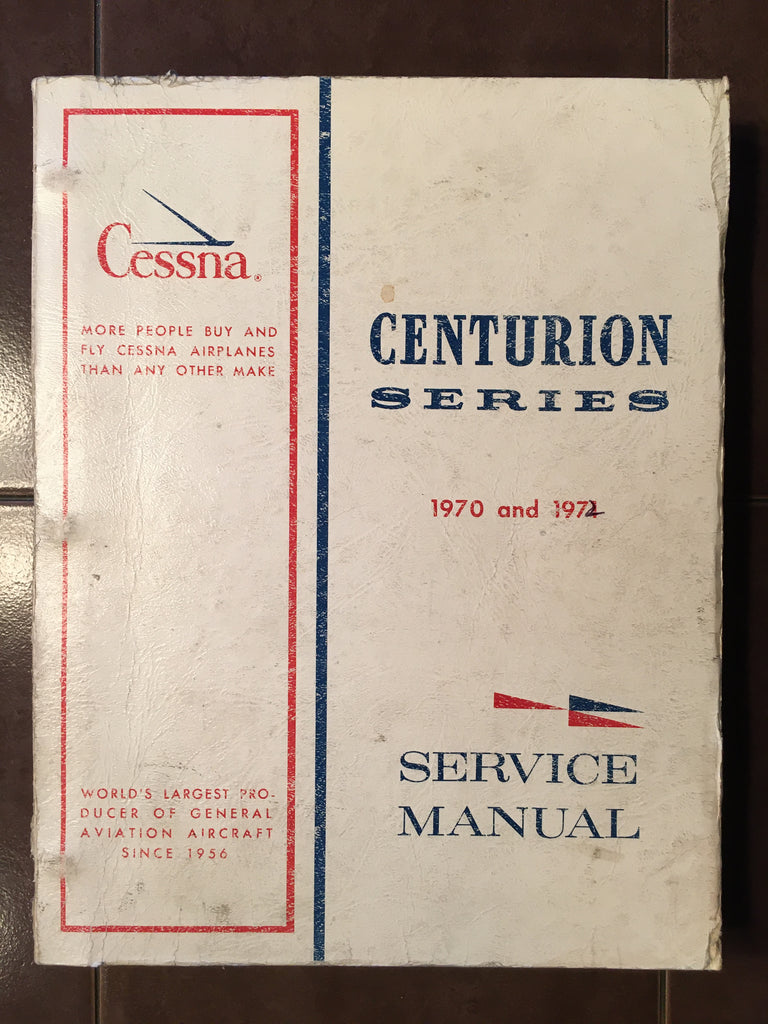 Cessna®
MORE PEOPLE BUY AND
FLY CESSNA AIRPLANES
THAN ANY OTHER MAKE
WORLD'S LARGEST PRO-
DUCER OF GENERAL
AVIATION AIRCRAFT
SINCE 1956
CENTURION
SERIES
1970 and 1972
SERVICE
MANUAL